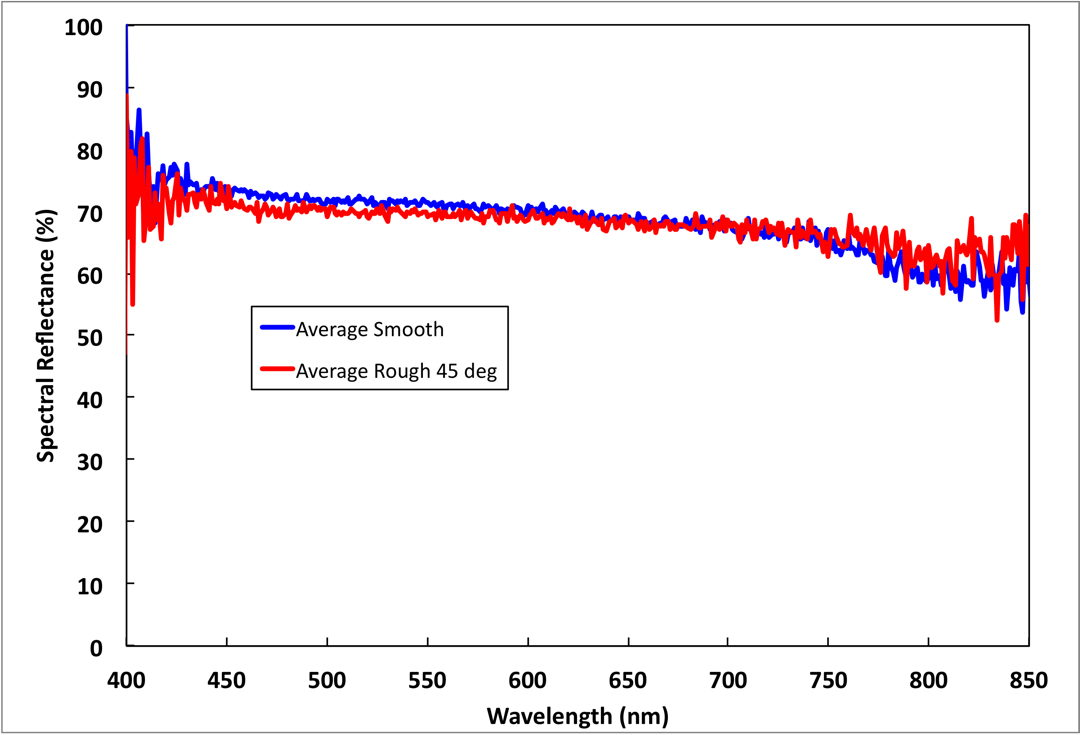 100
90
80
70
60
50
40
30
20
10
0
Spectral Reflectance (%)
Average Smooth
Average Rough 45 deg
400 450 500 550 600 650 700 750 800 850
Wavelength (nm)